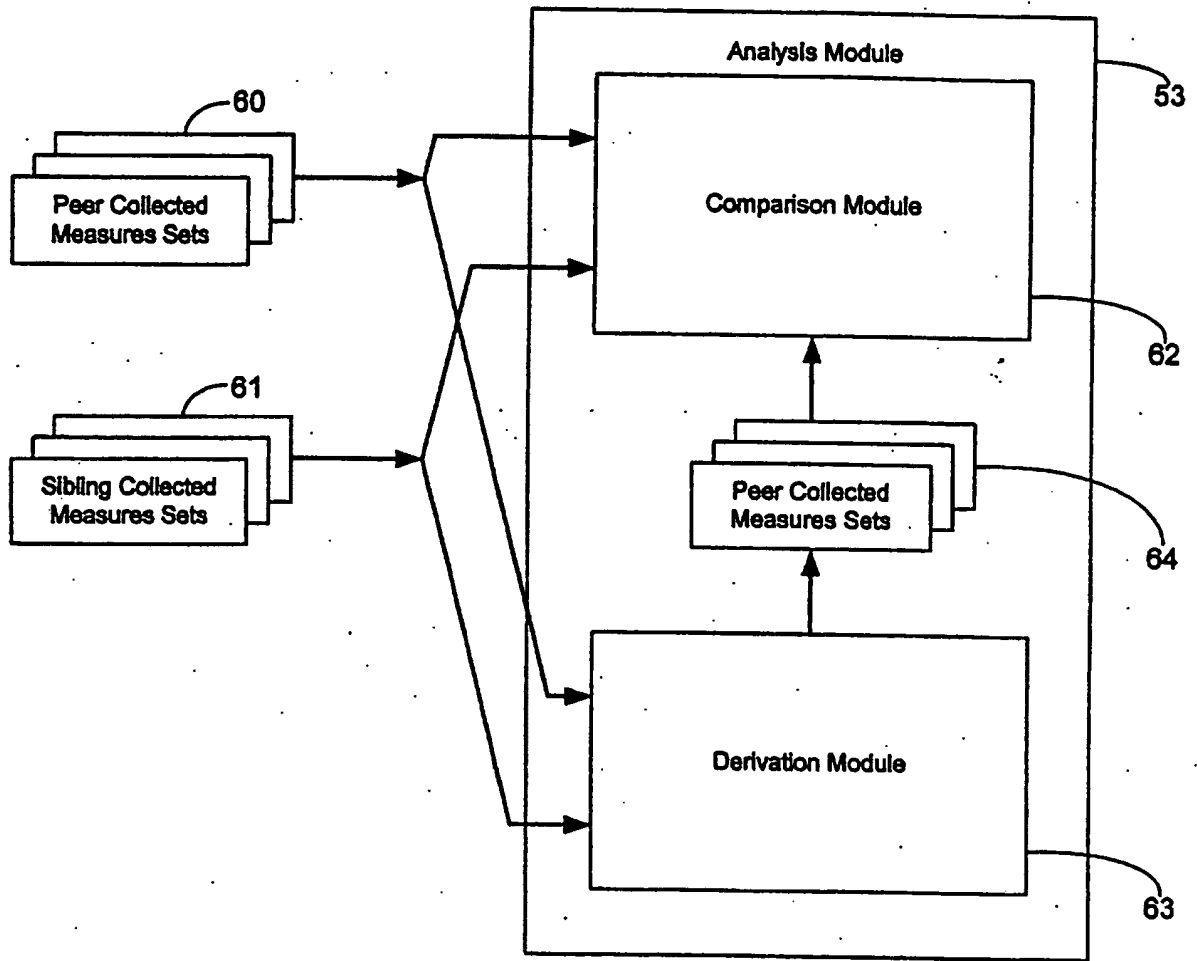 Analysis Module
53
60
Peer Collected
Measures Sets
Comparison Module
62
61
Sibling Collected
Measures Sets
Peer Collected
Measures Sets
64
Derivation Module
63